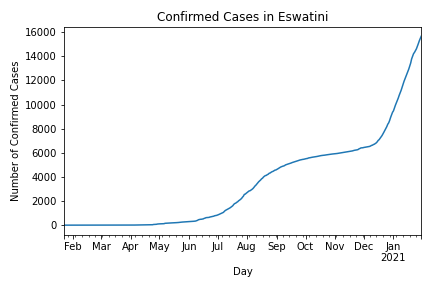 Confirmed Cases in Eswatini
16000
14000
12000
10000
8000
6000
4000
2000
0
Number of Confirmed Cases
Feb Mar Apr May Jun Jul Aug Sep Oct Nov Dec Jan
2021
Day